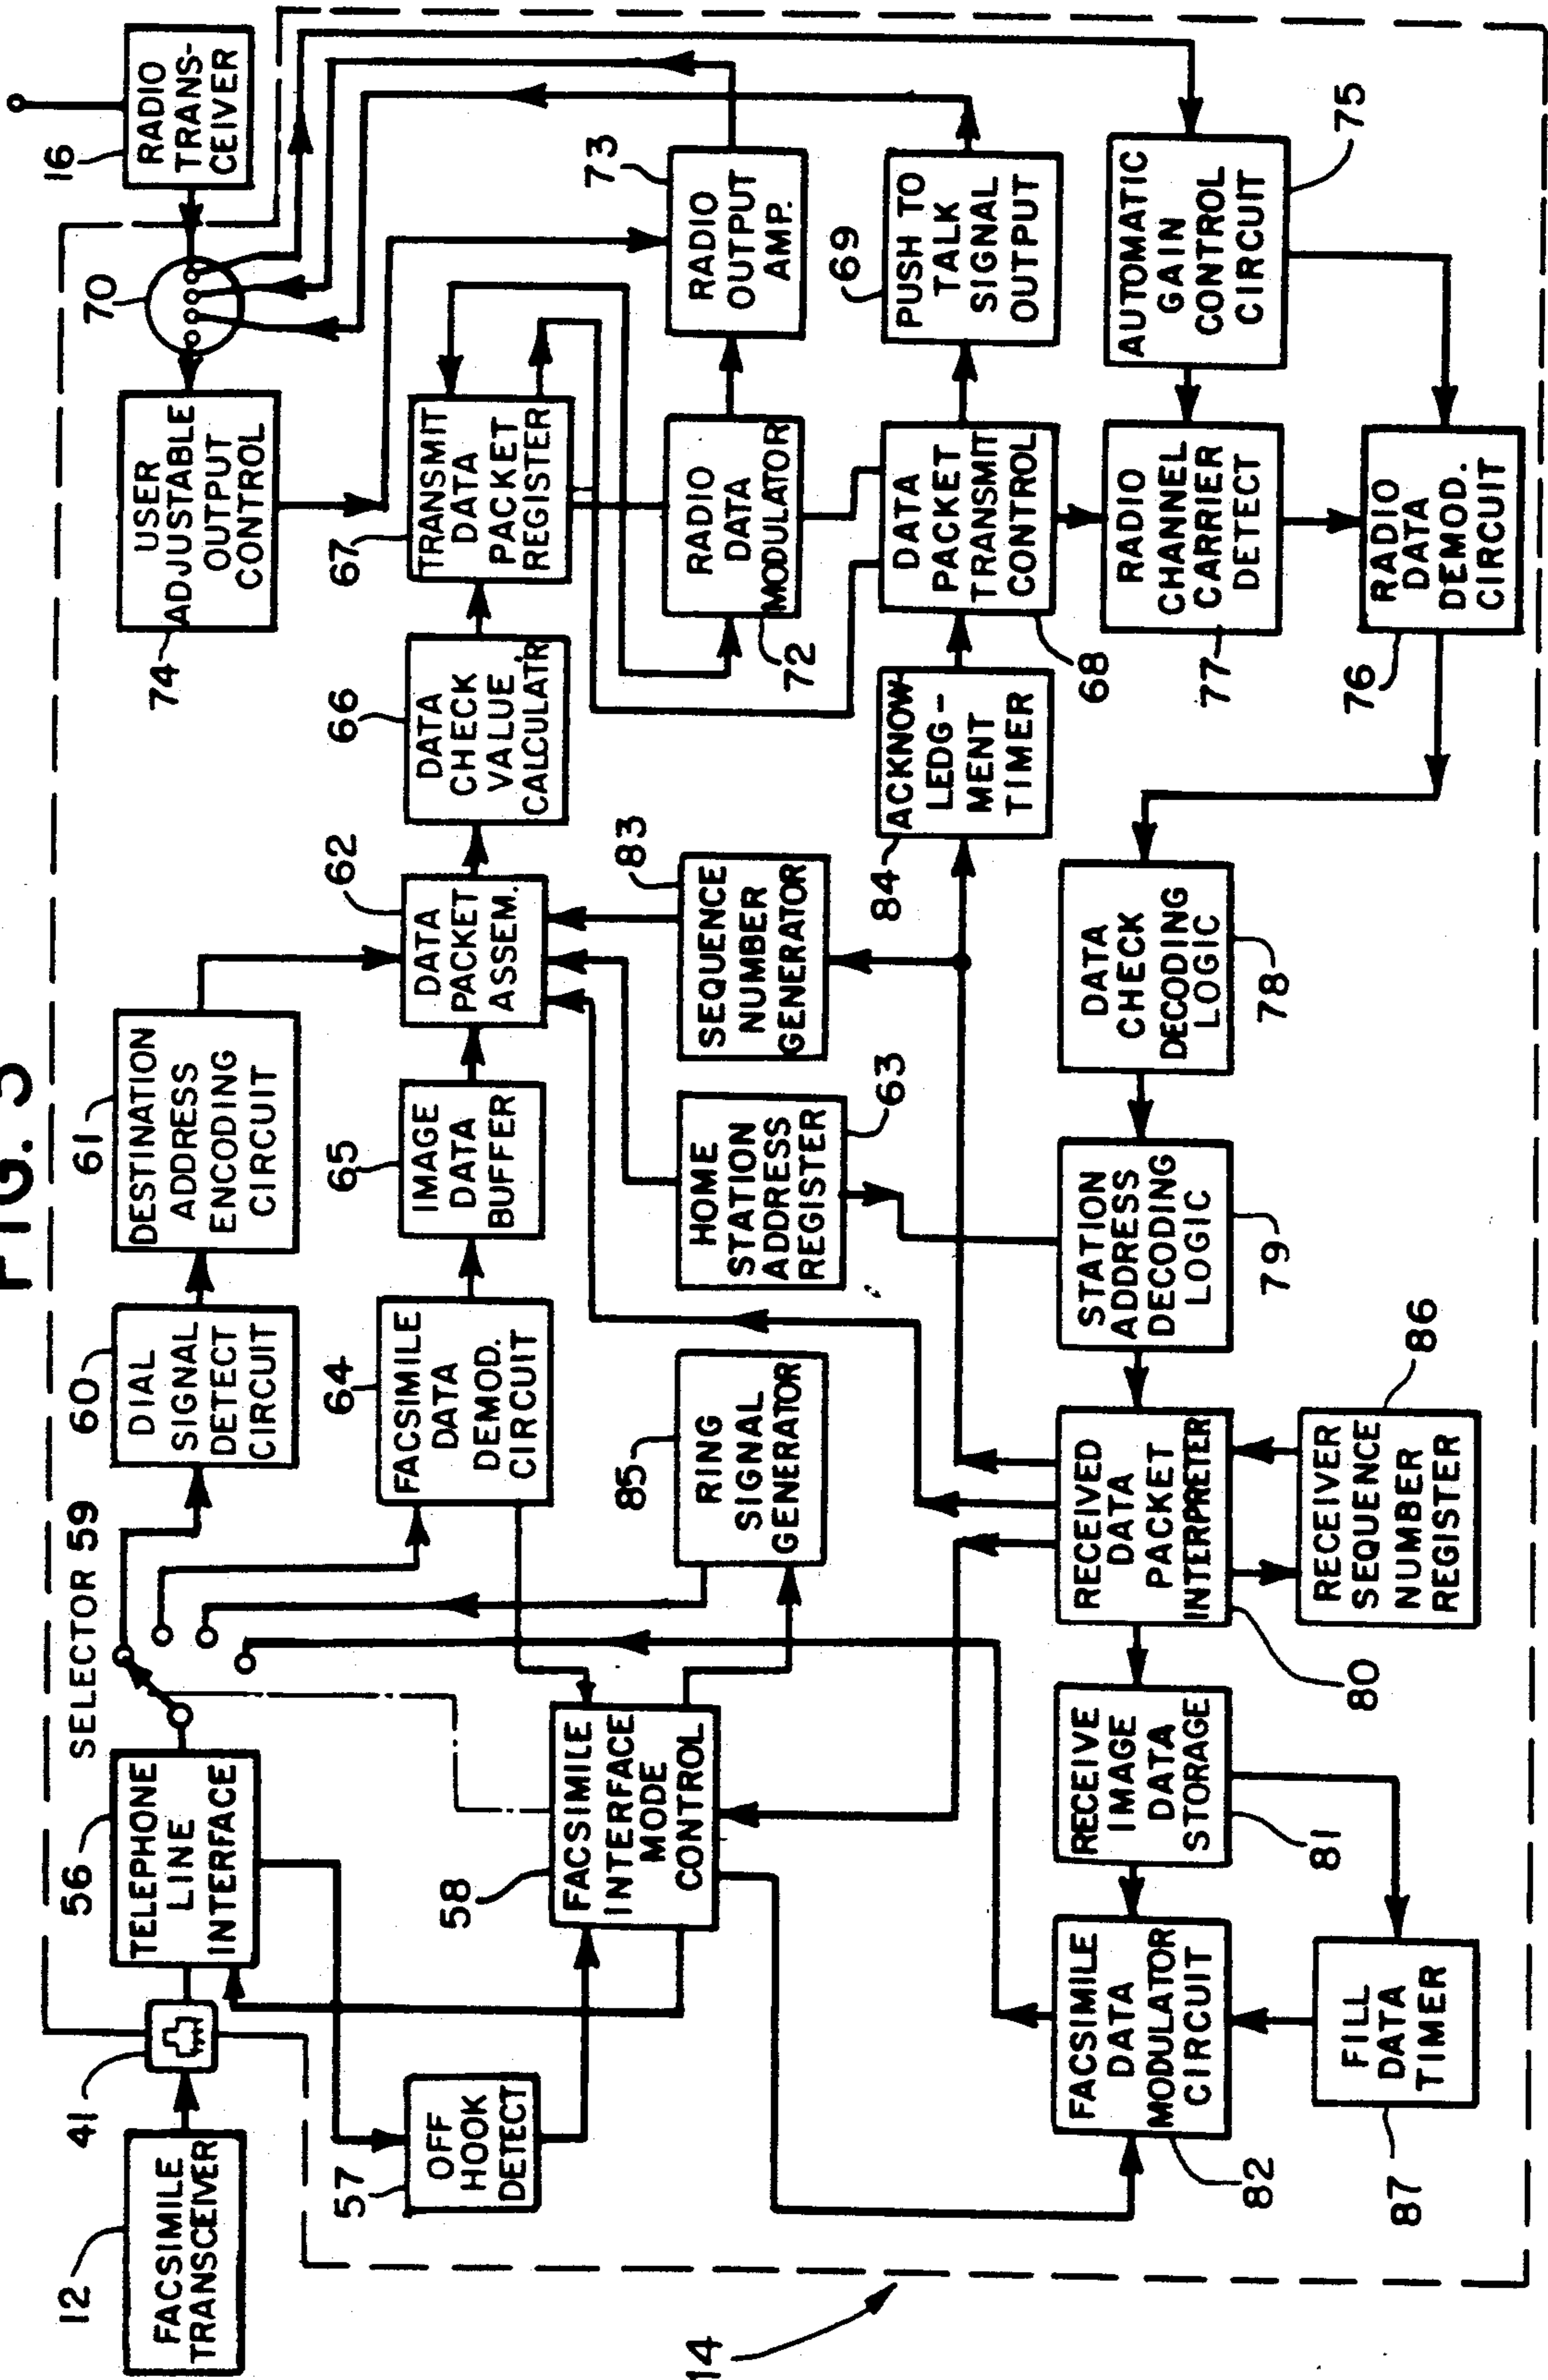 FIG. 3
12
FACSIMILE
TRANSCEIVER
41
56
TELEPHONE
LINE
INTERFACE
SELECTOR 59
60
DIAL
SIGNAL
DETECT
CIRCUIT
61
DESTINATION
ADDRESS
ENCODING
CIRCUIT
74
USER
ADJUSTABLE
OUTPUT
CONTROL
70
16
RADIO
TRANS-
CEIVER
57
OFF
HOOK
DETECT
58
FACSIMILE
INTERFACE
MODE
CONTROL
64
FACSIMILE
DATA
DEMOD.
CIRCUIT
65
IMAGE
DATA
BUFFER
62
DATA
PACKET
ASSEM.
66
DATA
CHECK
VALUE
CALCULAT'R
67
TRANSMIT
DATA
PACKET
REGISTER
85
RING
SIGNAL
GENERATOR
HOME
STATION
ADDRESS
REGISTER
63
SEQUENCE
NUMBER
GENERATOR
83
RADIO
DATA
MODULATOR
72
73
RADIO
OUTPUT
AMP.
84
ACKNOW
LEDG-
MENT
TIMER
DATA
PACKET
TRANSMIT
CONTROL
68
69
PUSH TO
TALK
SIGNAL
OUTPUT
14
FACSIMILE
DATA
MODULATOR
CIRCUIT
82
RECEIVE
IMAGE
DATA
STORAGE
81
RECEIVED
DATA
PACKET
INTERPRETER
80
STATION
ADDRESS
DECODING
LOGIC
79
DATA
CHECK
DECODING
LOGIC
78
RADIO
CHANNEL
CARRIER
DETECT
77
AUTOMATIC
GAIN
CONTROL
CIRCUIT
75
FILL
DATA
TIMER
87
RECEIVER
SEQUENCE
NUMBER
REGISTER
86
RADIO
DATA
DEMOD.
CIRCUIT
76